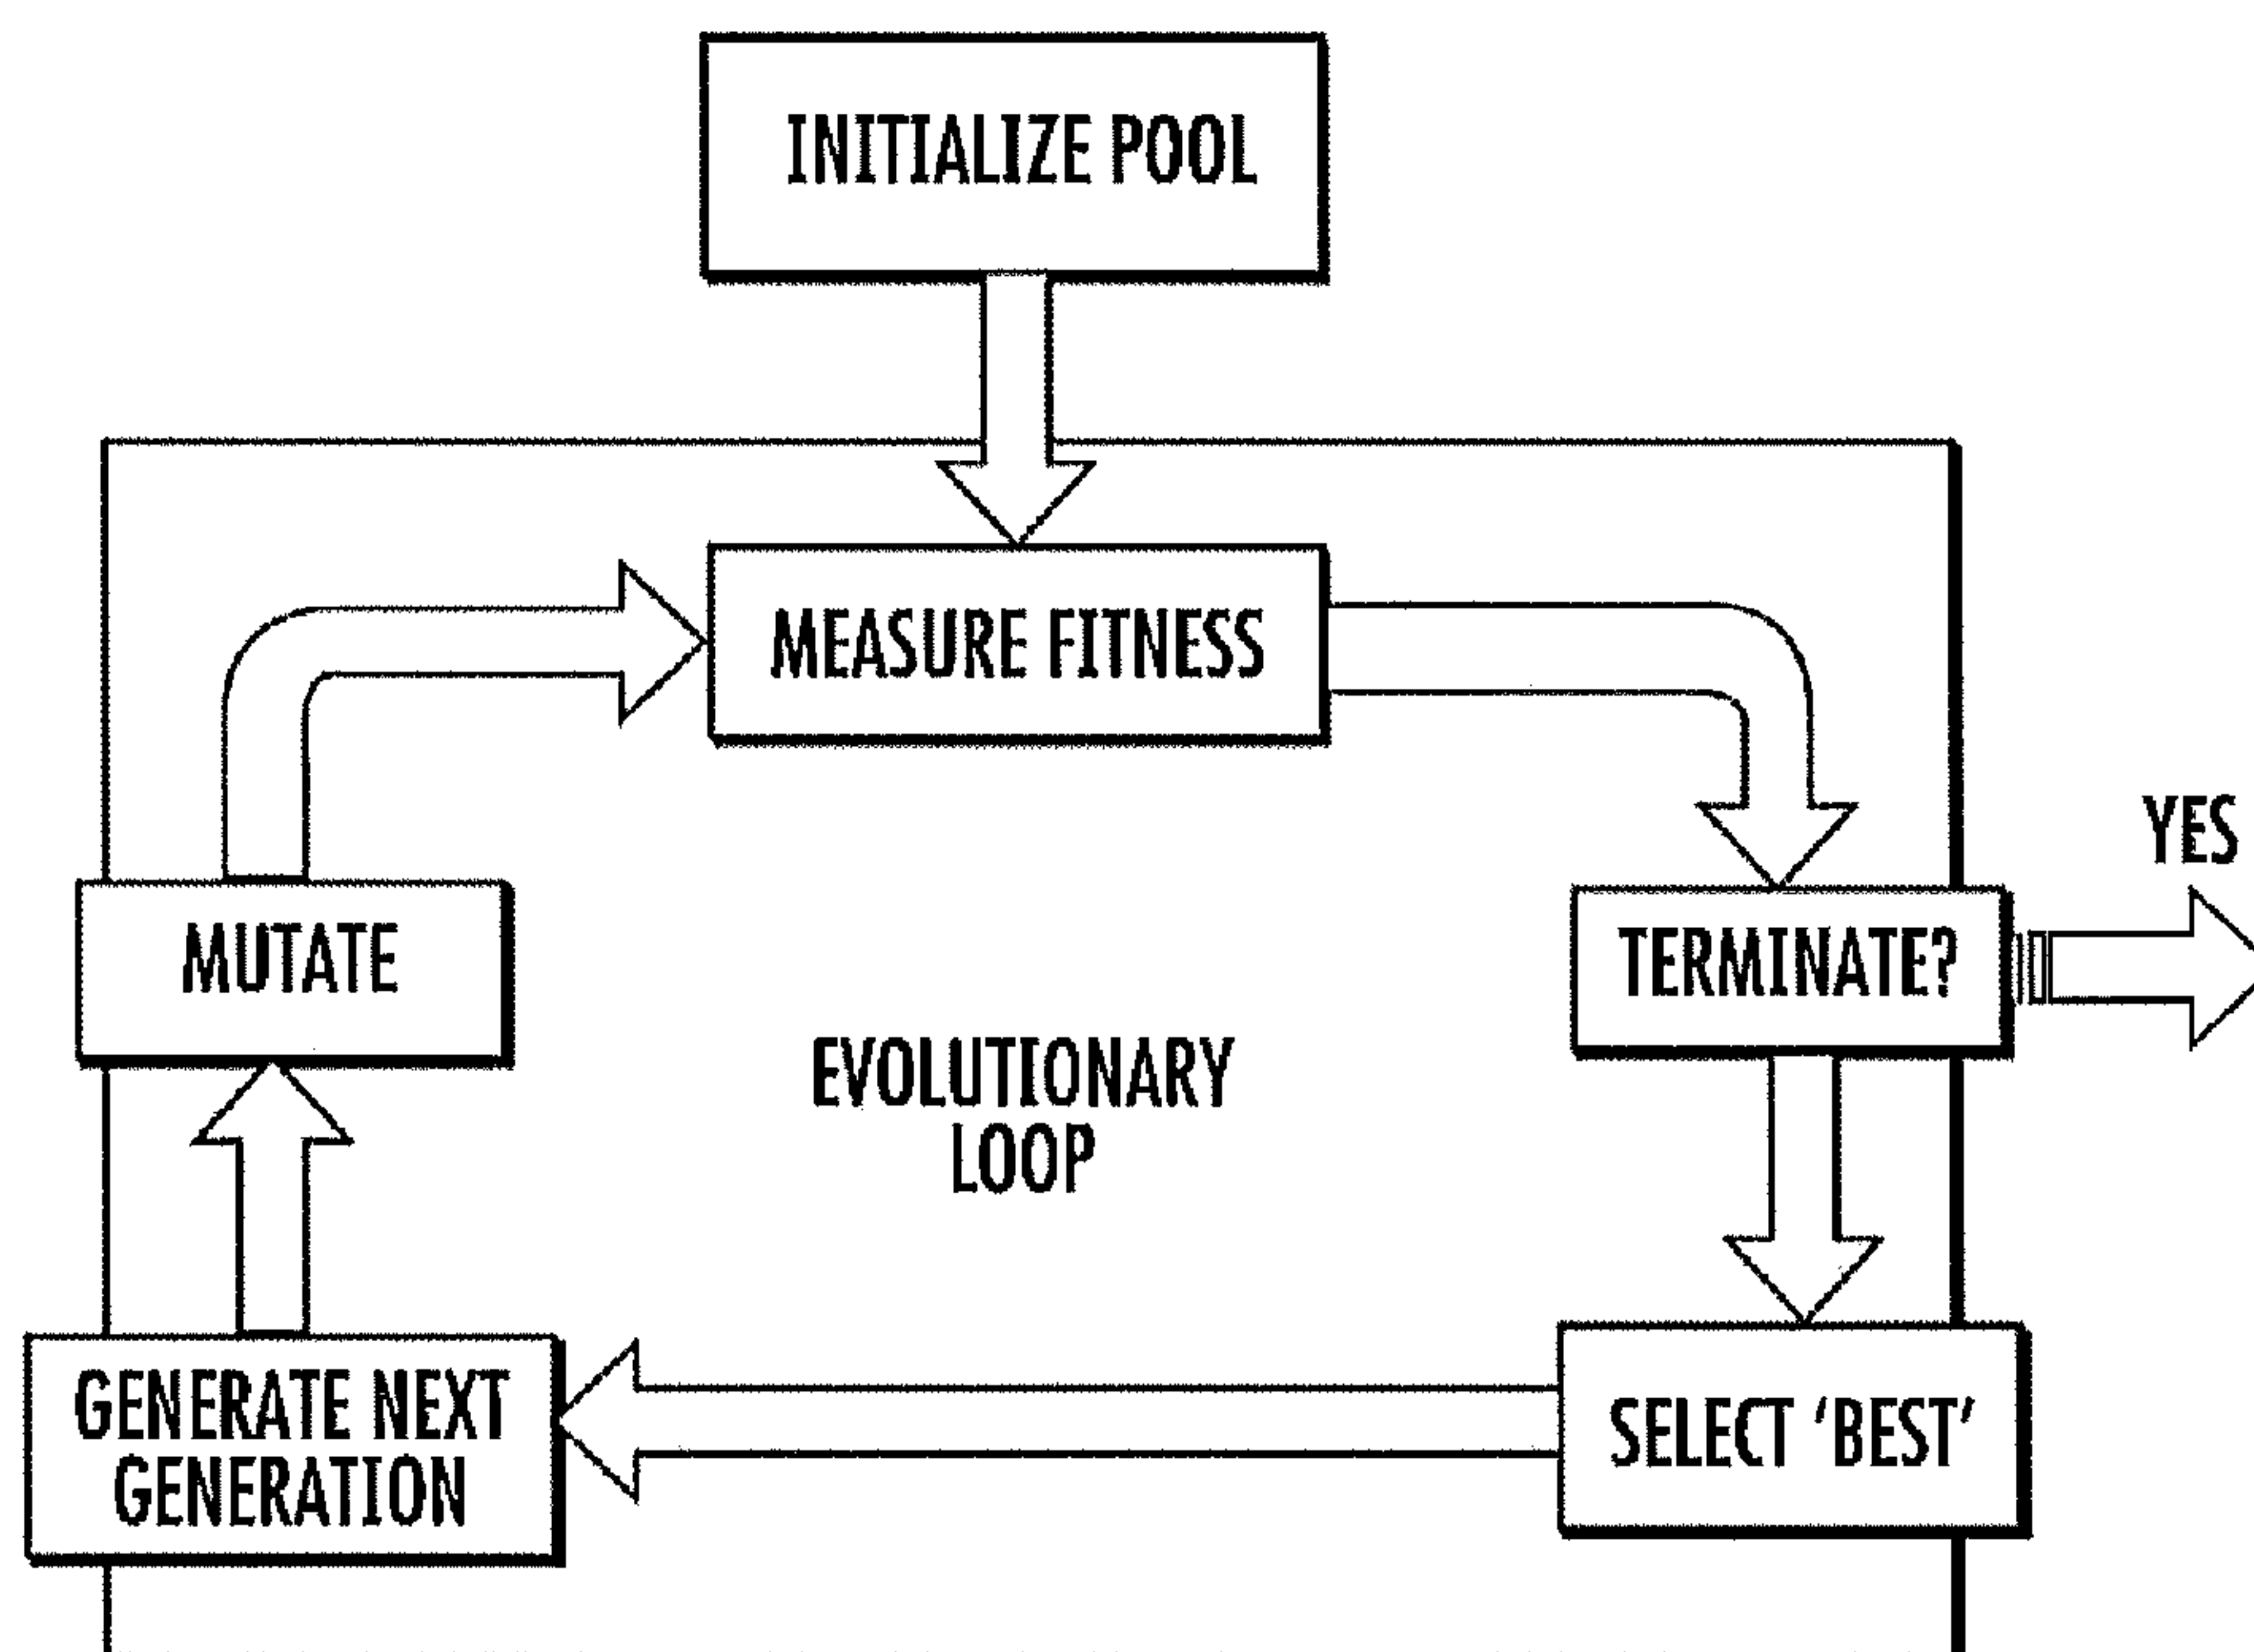 INITIALIZE POOL
MEASURE FITNESS
YES
MUTATE
TERMINATE?
EVOLUTIONARY
LOOP
GENERATE NEXT
GENERATION
SELECT 'BEST'